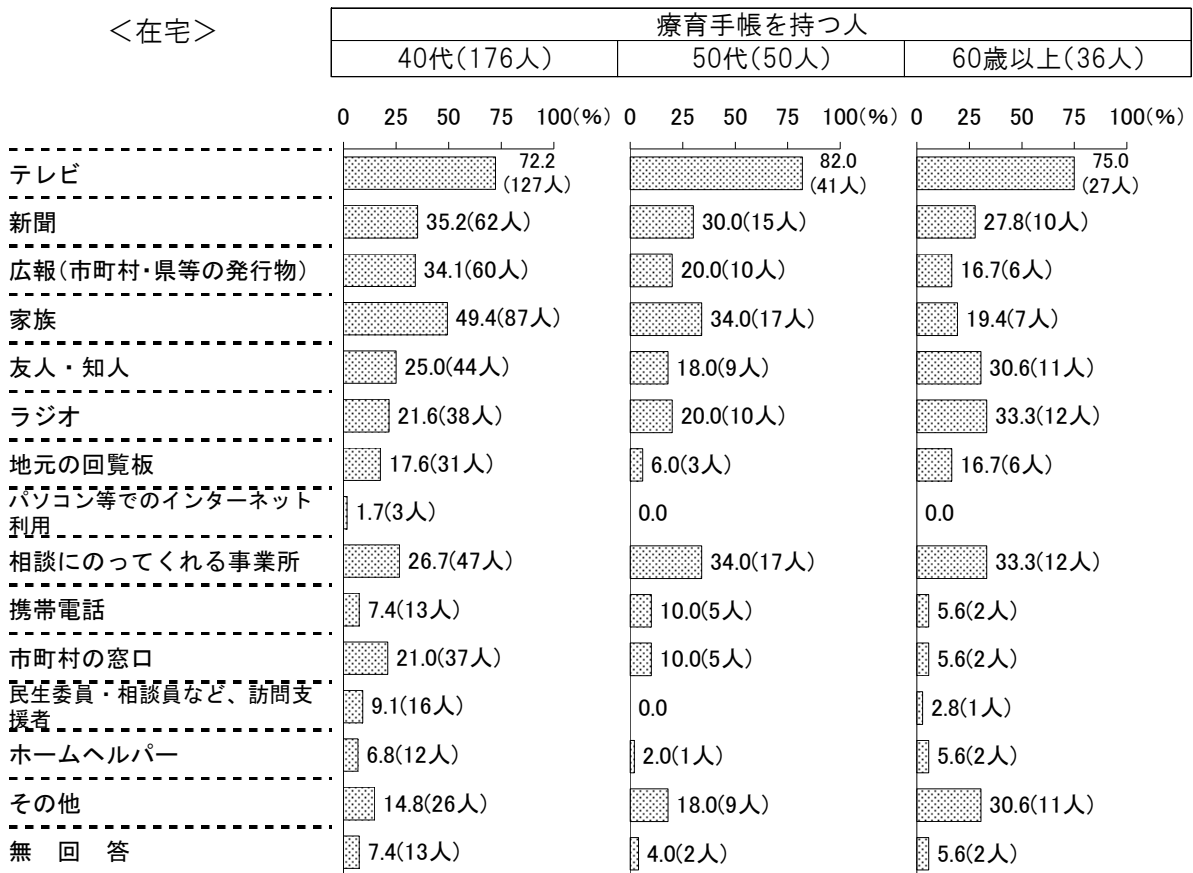 ＜在宅＞
療育手帳を持つ人
40代(176人) 50代(50人) 60歳以上(36人)
0 25 50 75 100(%) 0 25 50 75 100(%) 0 25 50 75 100(%)
テレビ 72.2 (127人) 82.0 (41人) 75.0 (27人)
新聞 35.2(62人) 30.0(15人) 27.8(10人)
広報(市町村・県等の発行物) 34.1(60人) 20.0(10人) 16.7(6人)
家族 49.4(87人) 34.0(17人) 19.4(7人)
友人・知人 25.0(44人) 18.0(9人) 30.6(11人)
ラジオ 21.6(38人) 20.0(10人) 33.3(12人)
地元の回覧板 17.6(31人) 6.0(3人) 16.7(6人)
パソコン等でのインターネット
利用 1.7(3人) 0.0 0.0
相談にのってくれる事業所 26.7(47人) 34.0(17人) 33.3(12人)
携帯電話 7.4(13人) 10.0(5人) 5.6(2人)
市町村の窓口 21.0(37人) 10.0(5人) 5.6(2人)
民生委員・相談員など、訪問支
援者 9.1(16人) 0.0 2.8(1人)
ホームヘルパー 6.8(12人) 2.0(1人) 5.6(2人)
その他 14.8(26人) 18.0(9人) 30.6(11人)
無 回 答 7.4(13人) 4.0(2人) 5.6(2人)